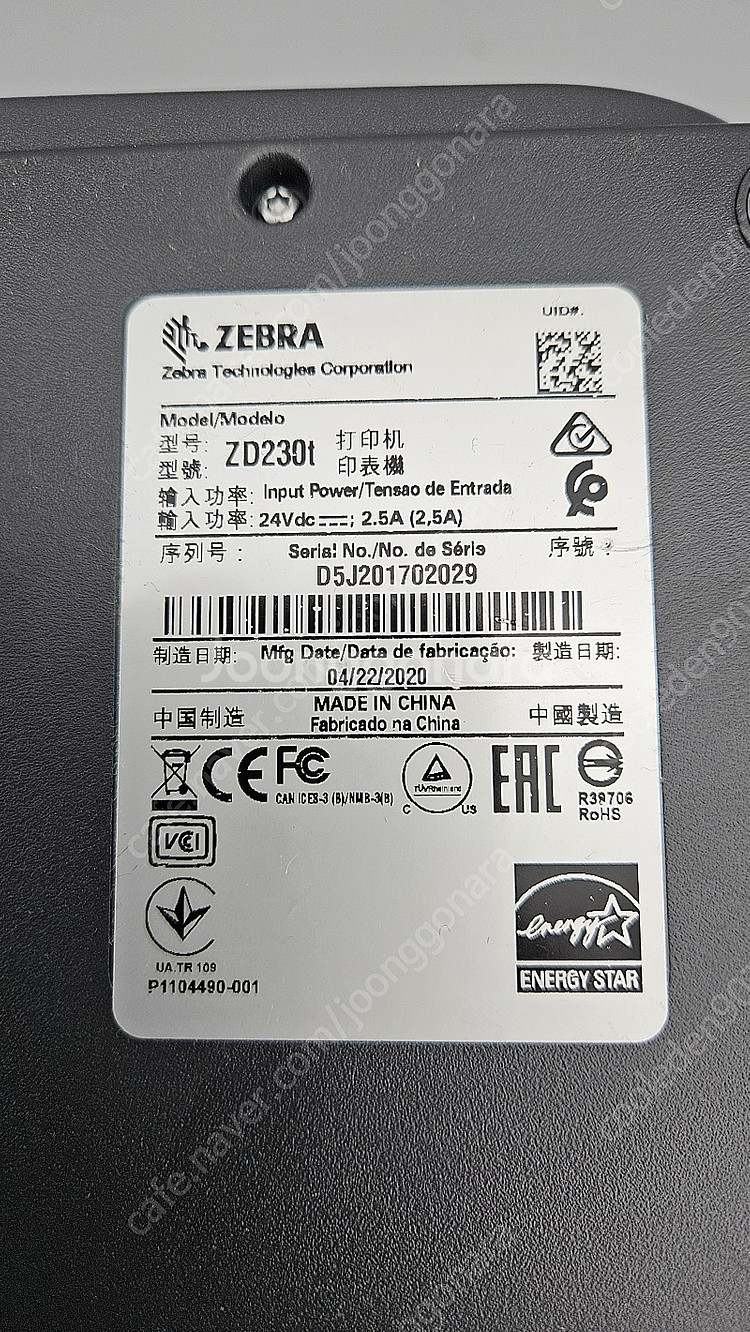 ZEBRA
UID#.
Zebra Technologies Corporation
Model/Modelo
型号: ZD230t 打印机
型號: 印表機
输入功率: Input Power/Tensao de Entrada
輸入功率: 24Vdc⎓; 2.5A (2,5A)
序列号: Serial No./No. de Série 序號:
D5J201702029
制造日期: Mfg Date/Data de fabricação: 製造日期:
04/22/2020
中国制造 MADE IN CHINA 中國製造
Fabricado na China
CE FC EAC
CAN ICES-3 (B)/NMB-3(B)
TÜVRheinland
C US
R39706
RoHS
VCI
energy
ENERGY STAR
UA.TR 109
P1104490-001
cafe.naver.com/joonggonara